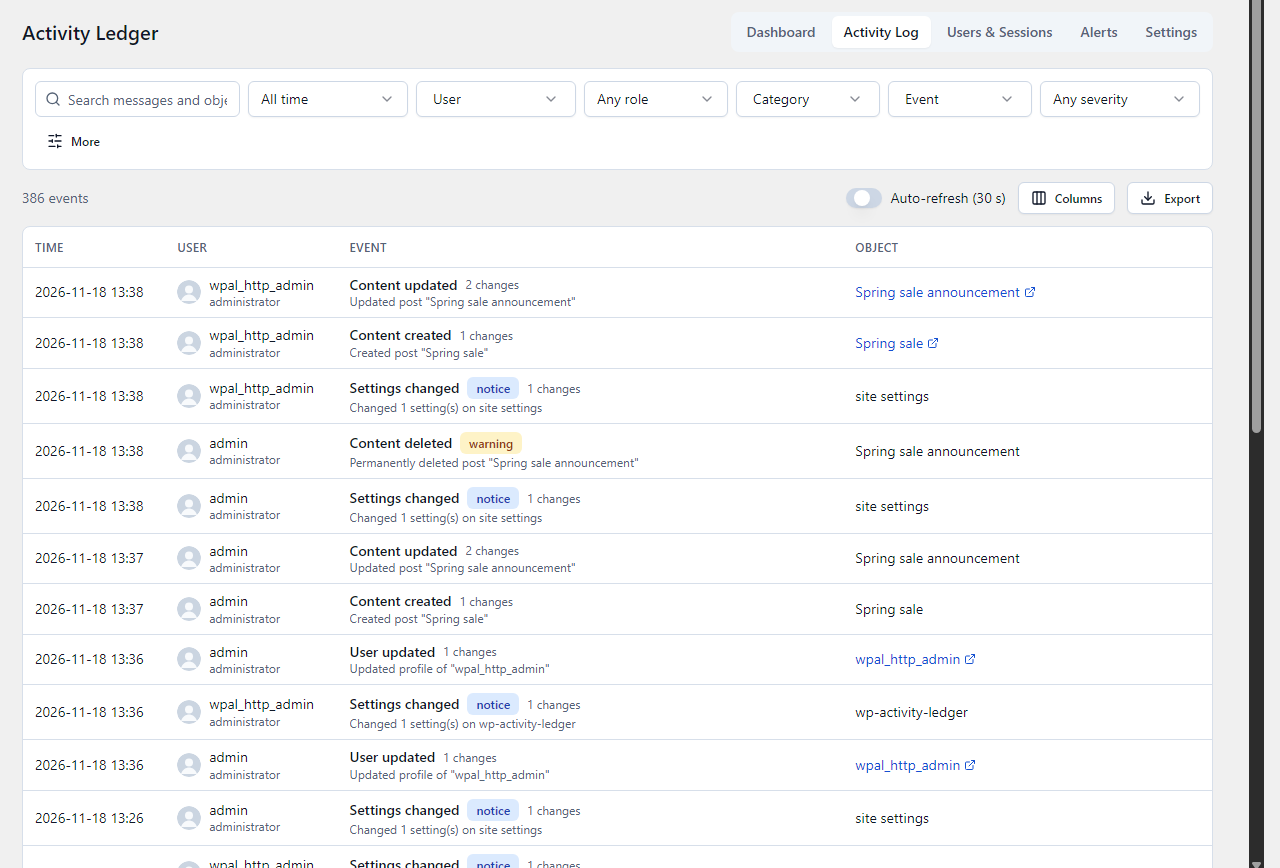 Activity Ledger
Dashboard Activity Log Users & Sessions Alerts Settings
Search messages and obje All time User Any role Category Event Any severity
More
386 events Auto-refresh (30 s) Columns Export
TIME USER EVENT OBJECT
2026-11-18 13:38 wpal_http_admin Content updated 2 changes Spring sale announcement
administrator Updated post "Spring sale announcement"
2026-11-18 13:38 wpal_http_admin Content created 1 changes Spring sale
administrator Created post "Spring sale"
2026-11-18 13:38 wpal_http_admin Settings changed notice 1 changes site settings
administrator Changed 1 setting(s) on site settings
2026-11-18 13:38 admin Content deleted warning Spring sale announcement
administrator Permanently deleted post "Spring sale announcement"
2026-11-18 13:38 admin Settings changed notice 1 changes site settings
administrator Changed 1 setting(s) on site settings
2026-11-18 13:37 admin Content updated 2 changes Spring sale announcement
administrator Updated post "Spring sale announcement"
2026-11-18 13:37 admin Content created 1 changes Spring sale
administrator Created post "Spring sale"
2026-11-18 13:36 admin User updated 1 changes wpal_http_admin
administrator Updated profile of "wpal_http_admin"
2026-11-18 13:36 wpal_http_admin Settings changed notice 1 changes wp-activity-ledger
administrator Changed 1 setting(s) on wp-activity-ledger
2026-11-18 13:36 admin User updated 1 changes wpal_http_admin
administrator Updated profile of "wpal_http_admin"
2026-11-18 13:26 admin Settings changed notice 1 changes site settings
administrator Changed 1 setting(s) on site settings
wpal_http_admin Settings changed notice 1 changes